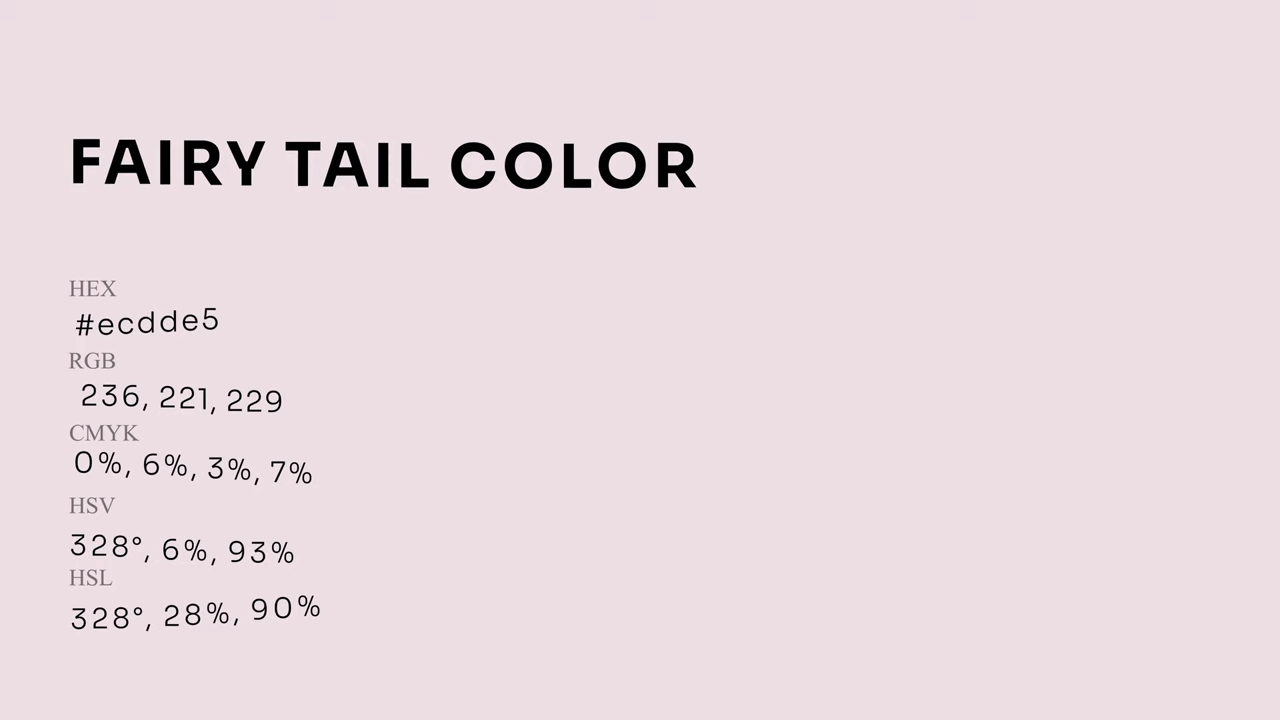 FAIRY TAIL COLOR
HEX
#ecdde5
RGB
236, 221, 229
CMYK
0%, 6%, 3%, 7%
HSV
328°, 6%, 93%
HSL
328°, 28%, 90%